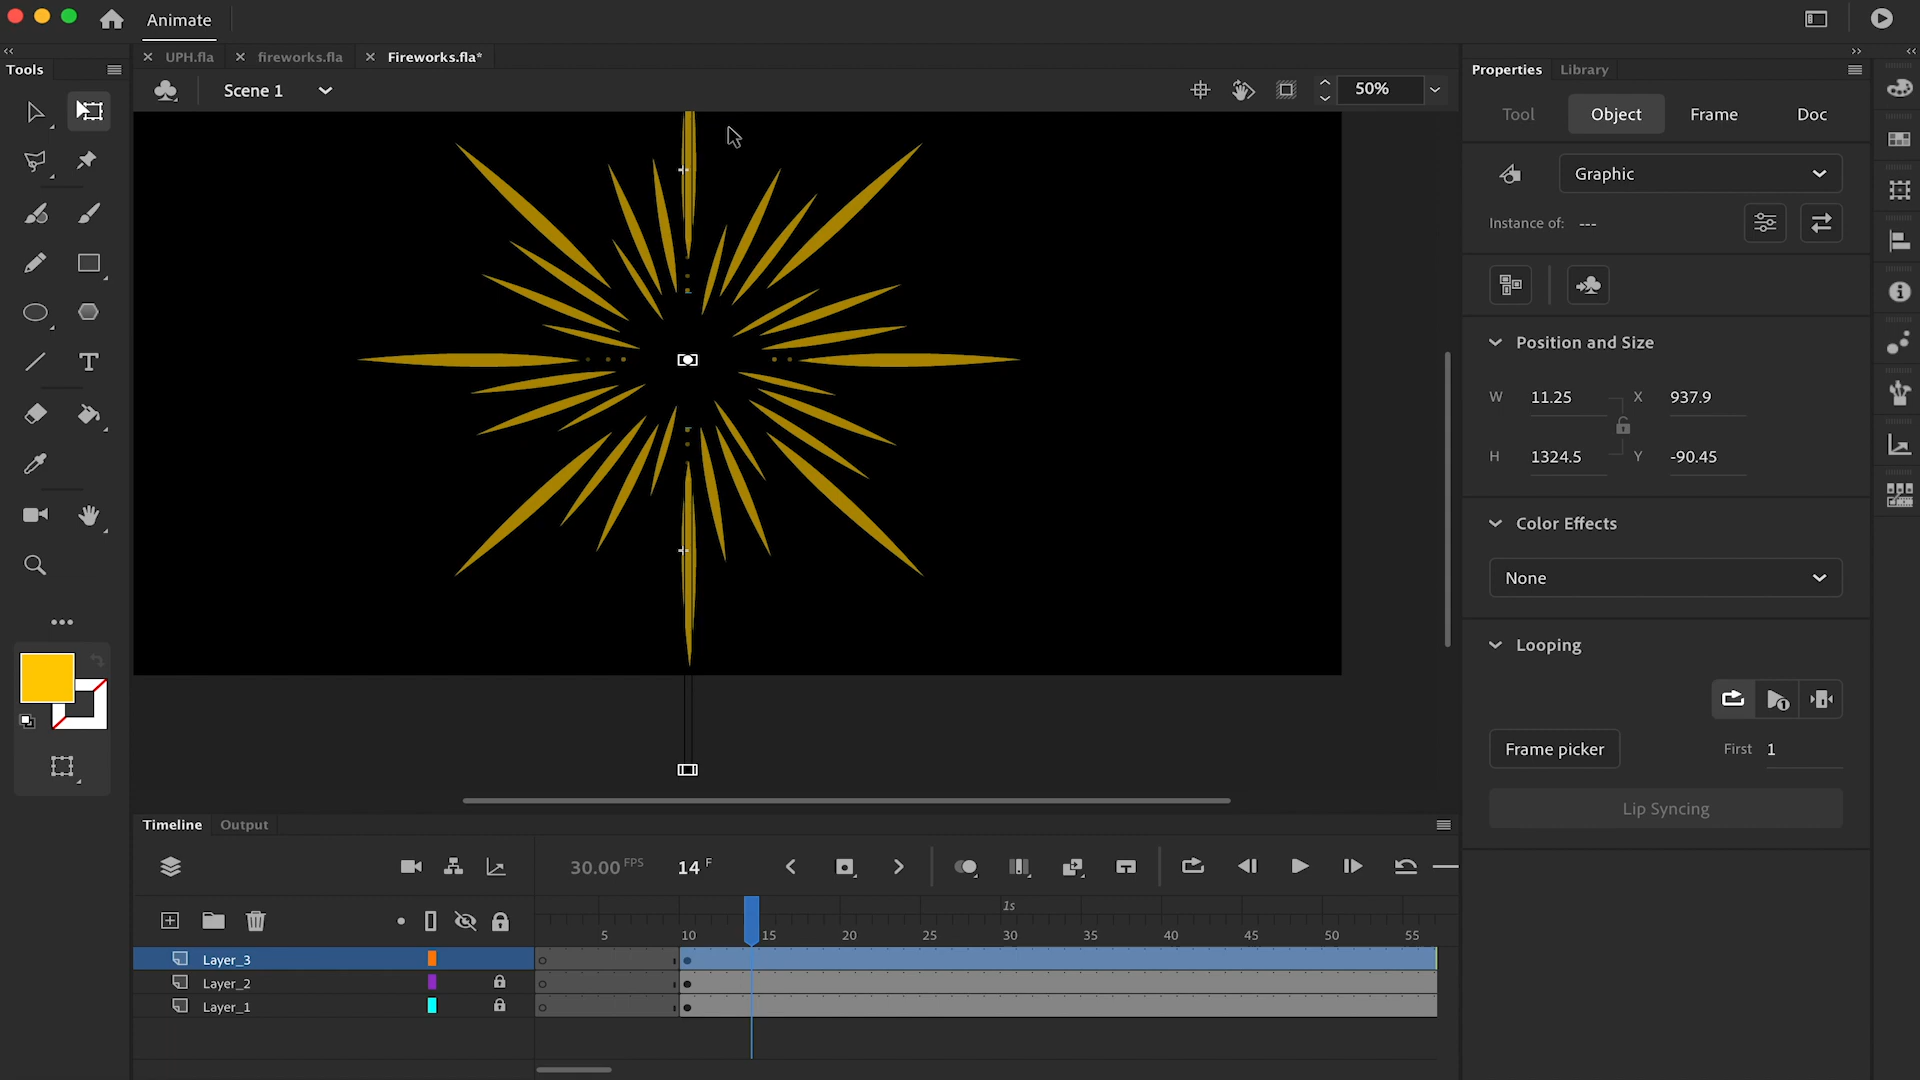 Animate
UPH.fla
fireworks.fla
Fireworks.fla*
Tools
Scene 1
50%
Properties
Library
Tool
Object
Frame
Doc
Graphic
Instance of: ---
Position and Size
W 11.25 X 937.9
H 1324.5 Y -90.45
Color Effects
None
Looping
Frame picker
First 1
Lip Syncing
Timeline
Output
30.00 FPS 14 F
1s
5 10 15 20 25 30 35 40 45 50 55
Layer_3
Layer_2
Layer_1